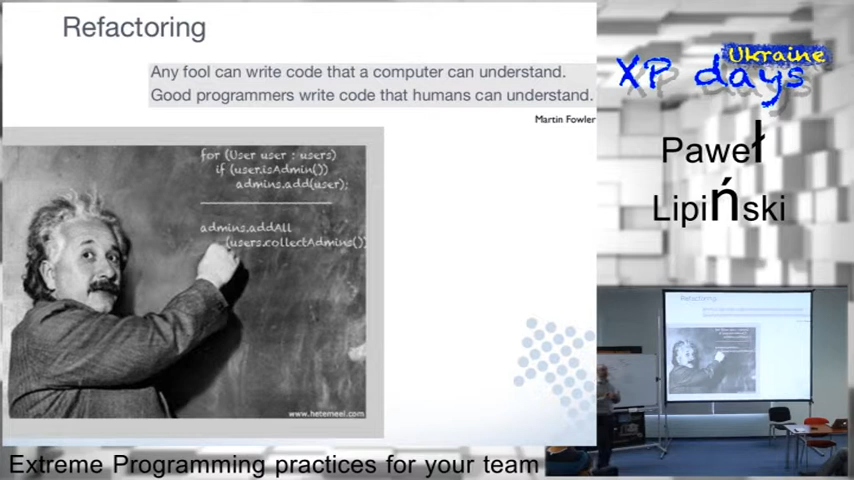 Refactoring
Any fool can write code that a computer can understand.
Good programmers write code that humans can understand.
Martin Fowler
for (User user : users)
if (user.isAdmin())
admins.add(user);
admins.addAll
(users.collectAdmins())
www.hetemeel.com
XP days
Ukraine
Paweł
Lipiński
Refactoring
Extreme Programming practices for your team